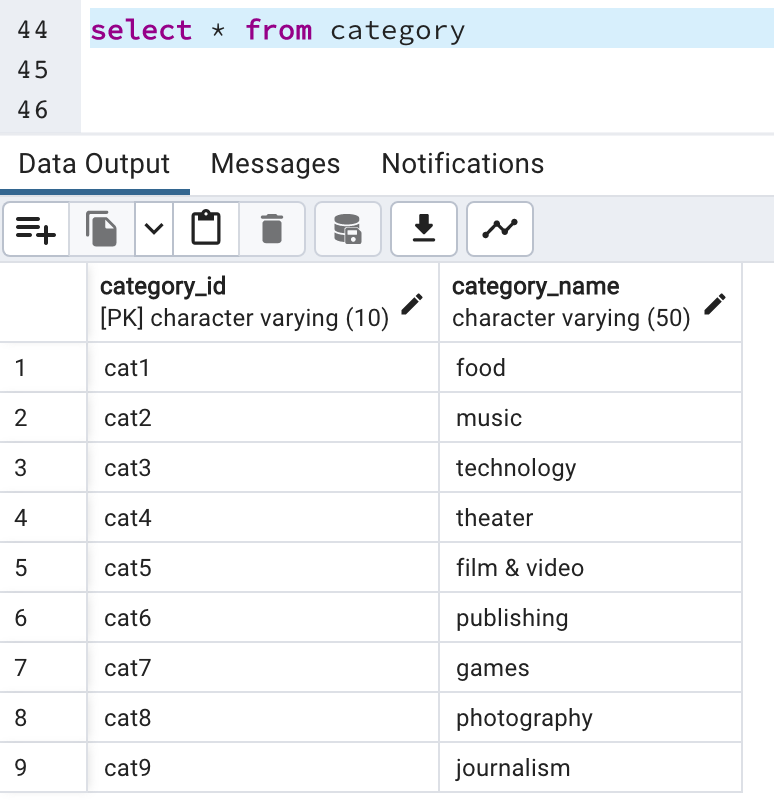 44 select * from category
45
46
Data Output Messages Notifications
category_id category_name
[PK] character varying (10) character varying (50)
1 cat1 food
2 cat2 music
3 cat3 technology
4 cat4 theater
5 cat5 film & video
6 cat6 publishing
7 cat7 games
8 cat8 photography
9 cat9 journalism